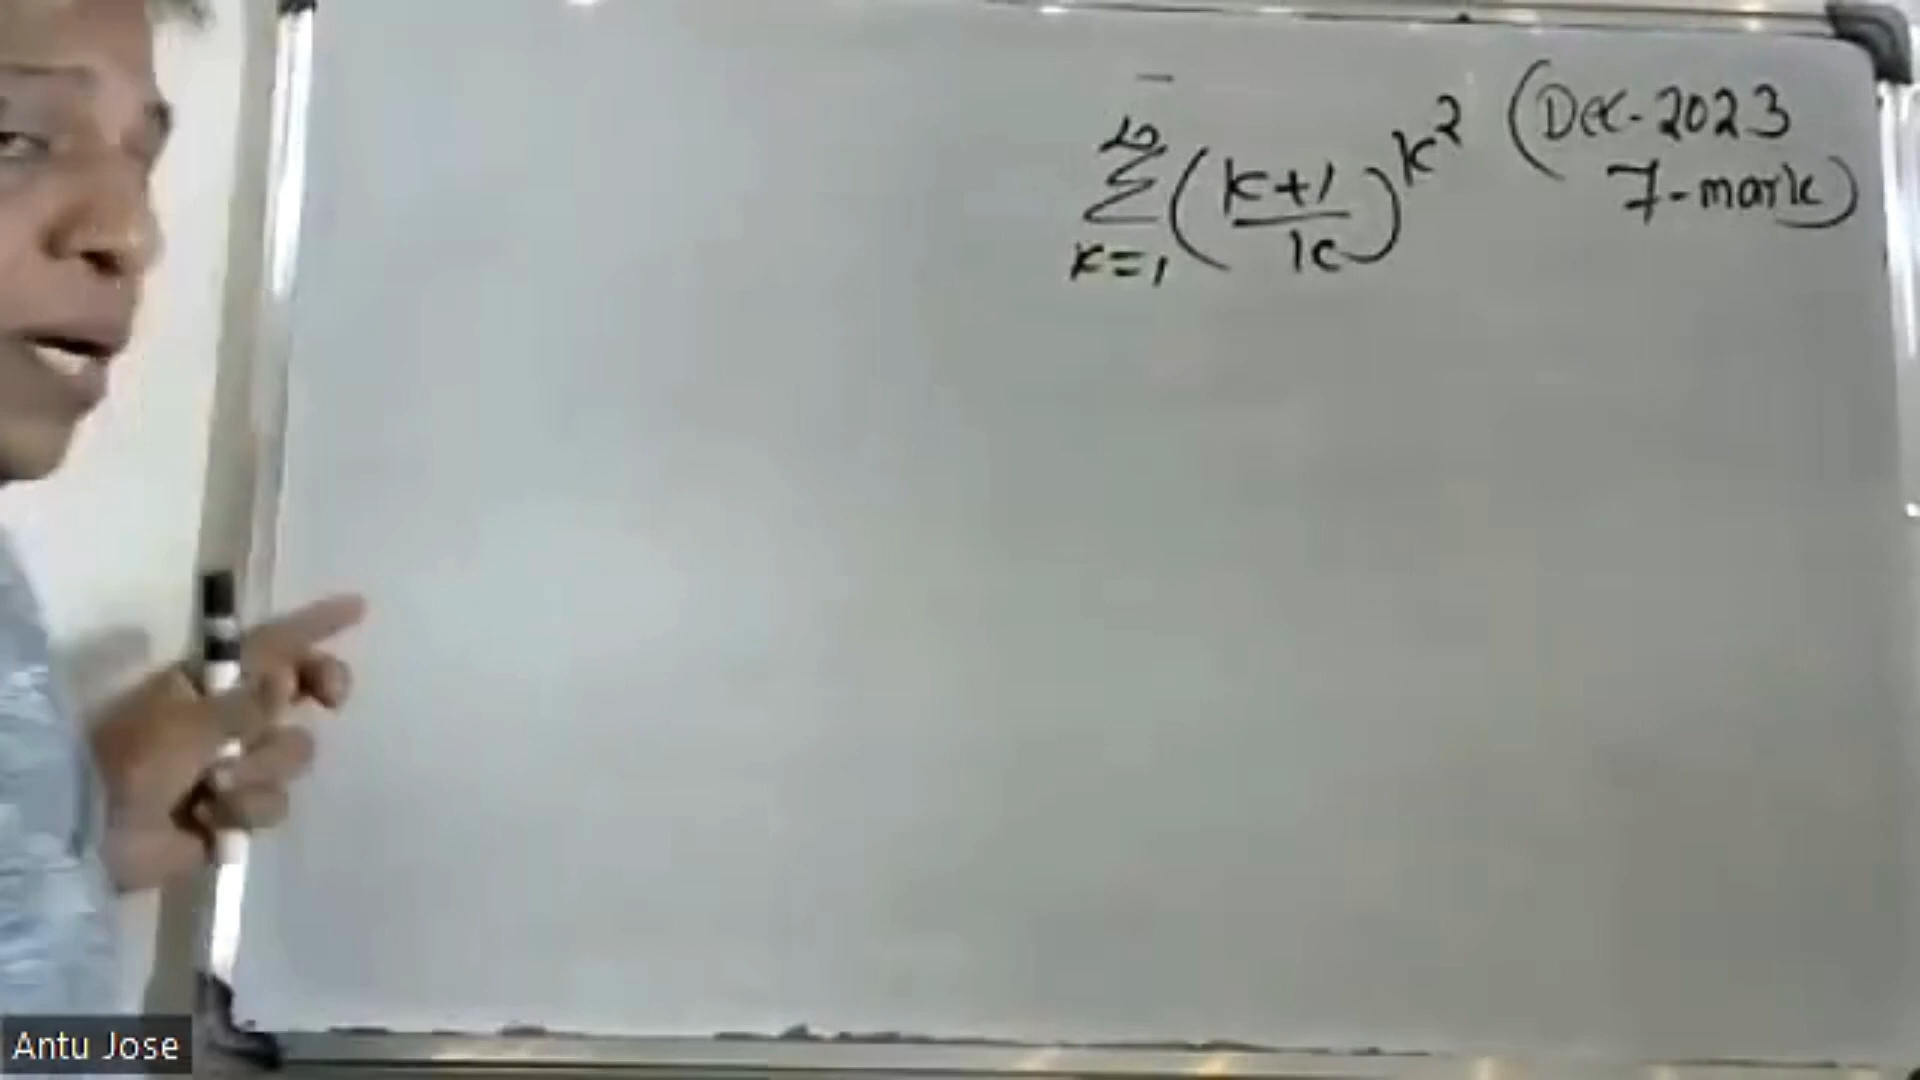 ∞
Σ (k+1/k)^k² (Dec-2023
k=1 7-mark)
Antu Jose